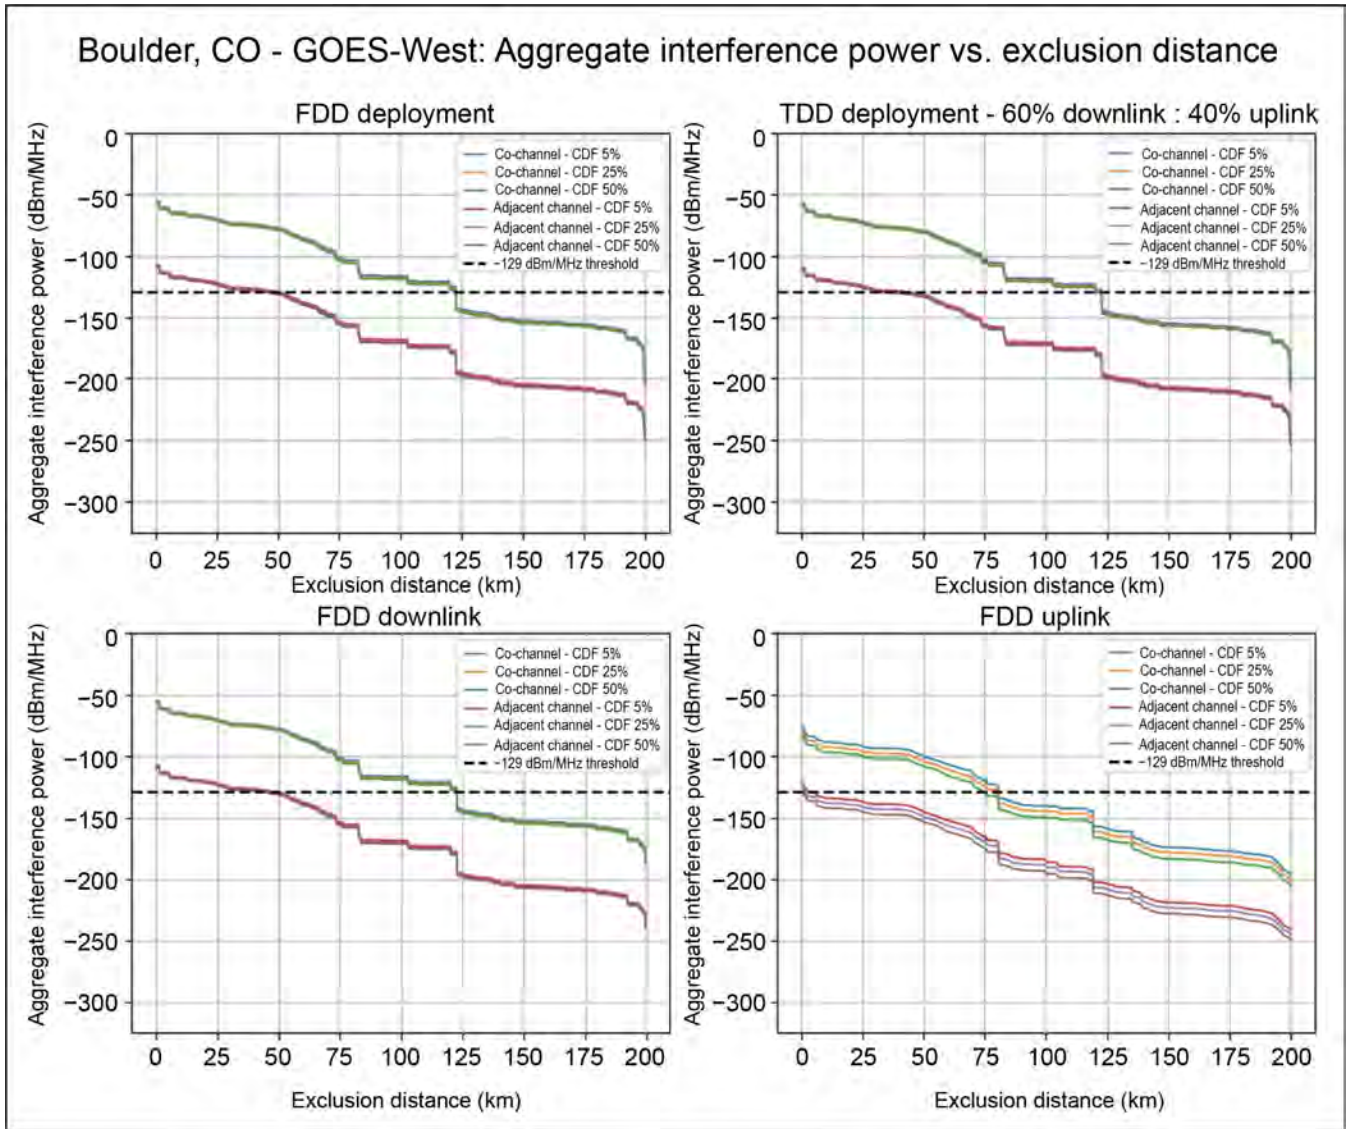 Boulder, CO - GOES-West: Aggregate interference power vs. exclusion distance
FDD deployment
Aggregate interference power (dBm/MHz)
0
−50
−100
−150
−200
−250
−300
Co-channel - CDF 5%
Co-channel - CDF 25%
Co-channel - CDF 50%
Adjacent channel - CDF 5%
Adjacent channel - CDF 25%
Adjacent channel - CDF 50%
−129 dBm/MHz threshold
0 25 50 75 100 125 150 175 200
Exclusion distance (km)
TDD deployment - 60% downlink : 40% uplink
Aggregate interference power (dBm/MHz)
0
−50
−100
−150
−200
−250
−300
Co-channel - CDF 5%
Co-channel - CDF 25%
Co-channel - CDF 50%
Adjacent channel - CDF 5%
Adjacent channel - CDF 25%
Adjacent channel - CDF 50%
−129 dBm/MHz threshold
0 25 50 75 100 125 150 175 200
Exclusion distance (km)
FDD downlink
Aggregate interference power (dBm/MHz)
0
−50
−100
−150
−200
−250
−300
Co-channel - CDF 5%
Co-channel - CDF 25%
Co-channel - CDF 50%
Adjacent channel - CDF 5%
Adjacent channel - CDF 25%
Adjacent channel - CDF 50%
−129 dBm/MHz threshold
0 25 50 75 100 125 150 175 200
Exclusion distance (km)
FDD uplink
Aggregate interference power (dBm/MHz)
0
−50
−100
−150
−200
−250
−300
Co-channel - CDF 5%
Co-channel - CDF 25%
Co-channel - CDF 50%
Adjacent channel - CDF 5%
Adjacent channel - CDF 25%
Adjacent channel - CDF 50%
−129 dBm/MHz threshold
0 25 50 75 100 125 150 175 200
Exclusion distance (km)